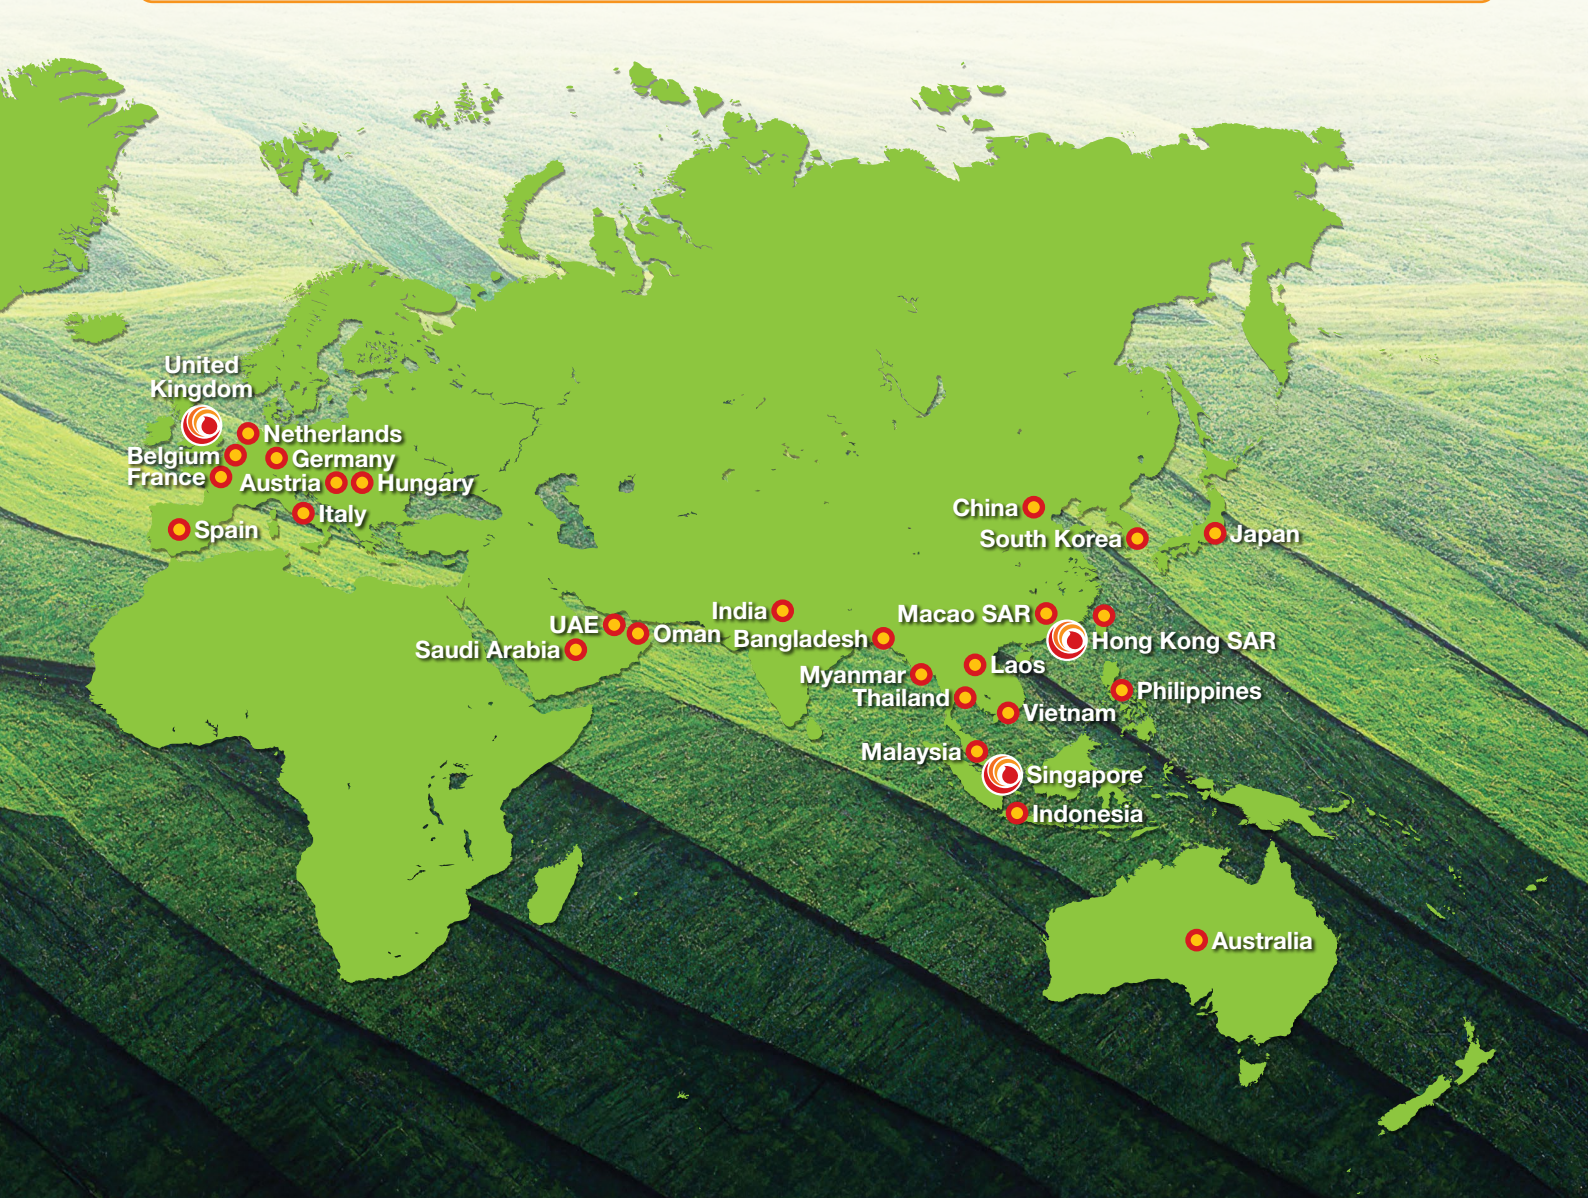 United
Kingdom
Netherlands
Belgium
Germany
France
Austria
Hungary
Italy
Spain
China
South Korea
Japan
India
Macao SAR
UAE
Oman
Bangladesh
Hong Kong SAR
Saudi Arabia
Laos
Myanmar
Philippines
Thailand
Vietnam
Malaysia
Singapore
Indonesia
Australia